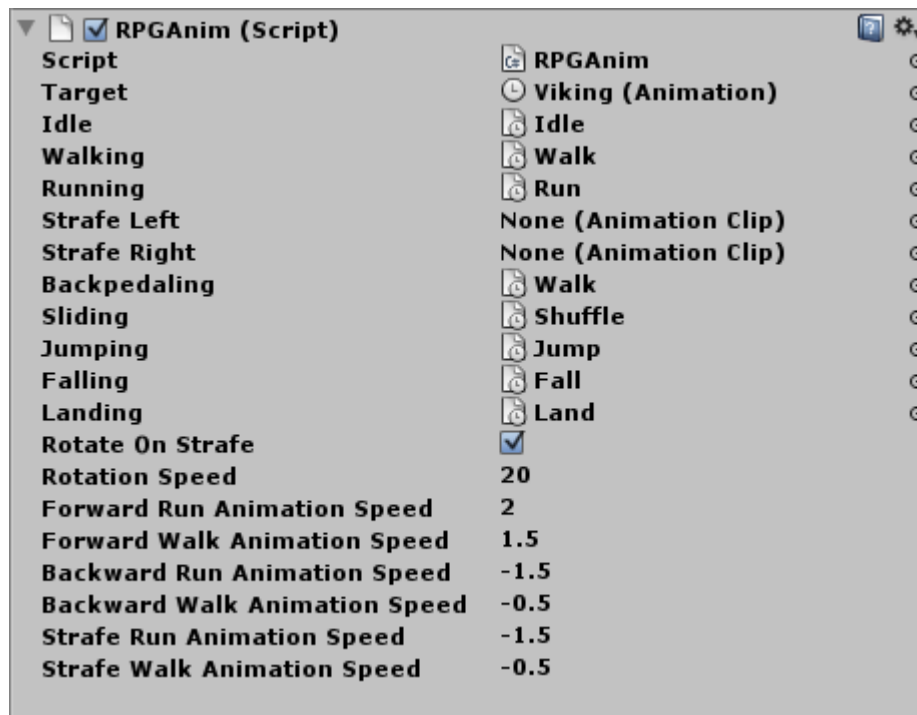 RPGAnim (Script)
Script RPGAnim
Target Viking (Animation)
Idle Idle
Walking Walk
Running Run
Strafe Left None (Animation Clip)
Strafe Right None (Animation Clip)
Backpedaling Walk
Sliding Shuffle
Jumping Jump
Falling Fall
Landing Land
Rotate On Strafe
Rotation Speed 20
Forward Run Animation Speed 2
Forward Walk Animation Speed 1.5
Backward Run Animation Speed -1.5
Backward Walk Animation Speed -0.5
Strafe Run Animation Speed -1.5
Strafe Walk Animation Speed -0.5